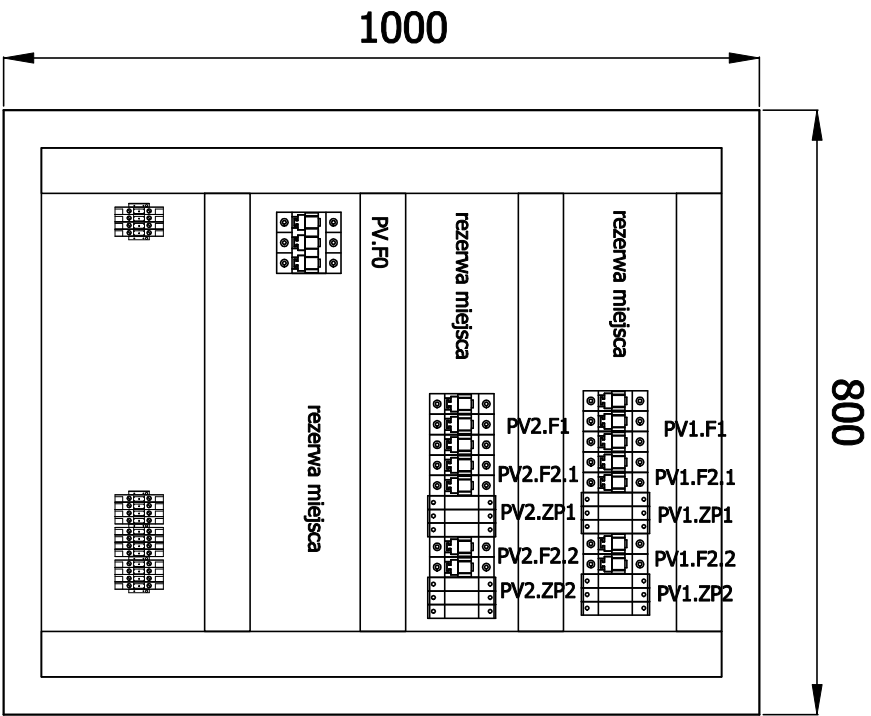 1000
800
PV.F0
rezerwa miejsca
rezerwa miejsca
rezerwa miejsca
PV2.F1
PV2.F2.1
PV2.ZP1
PV2.F2.2
PV2.ZP2
PV1.F1
PV1.F2.1
PV1.ZP1
PV1.F2.2
PV1.ZP2